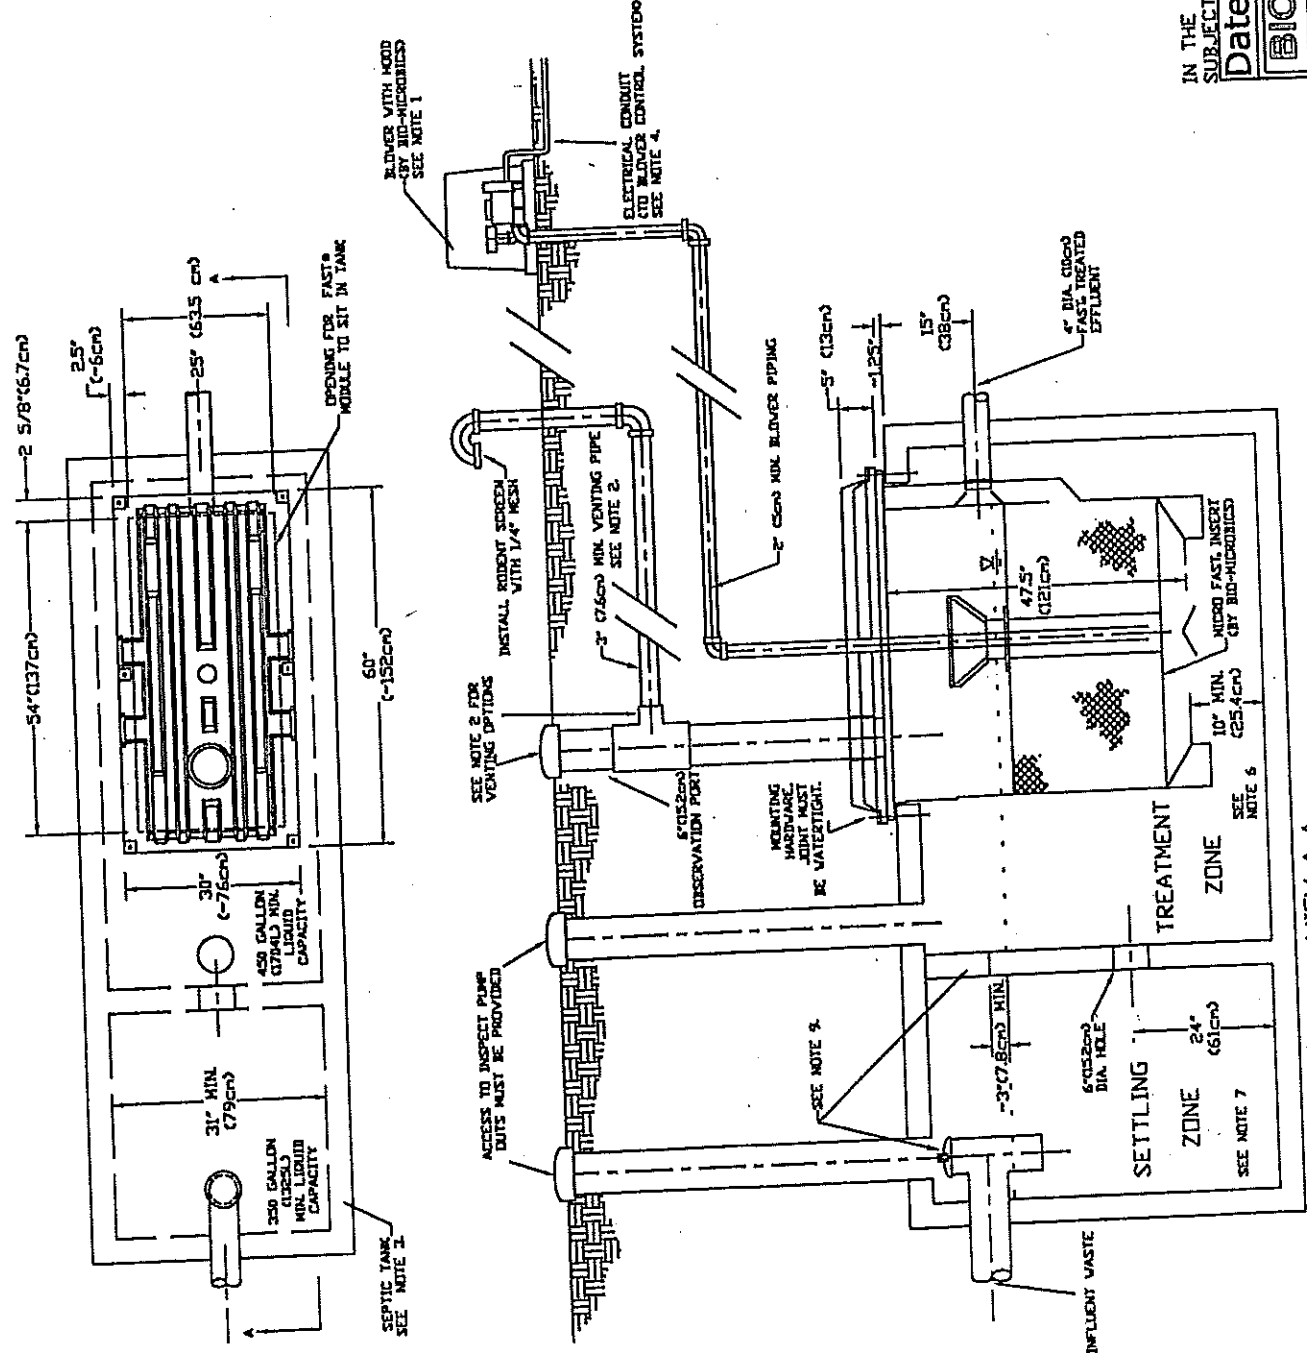 2 5/8"(6.7cm)
54"(137cm)
2.5"
(~6cm)
25" (63.5 cm)
A
OPENING FOR FAST®
MODULE TO SIT IN TANK
60"
(~152cm)
30"
(~76cm)
450 GALLON
(1704L) MIN.
LIQUID
CAPACITY
31" MIN.
(79cm)
350 GALLON
(1325L)
MIN. LIQUID
CAPACITY
SEPTIC TANK
SEE NOTE
A
BLOWER WITH HOOD
(BY BIO-MICROBICS)
SEE NOTE 1
ELECTRICAL CONDUIT
(TO BLOWER CONTROL SYSTEM)
SEE NOTE 4.
INSTALL RODENT SCREEN
WITH 1/4" MESH
3" (7.6cm) MIN. VENTING PIPE
SEE NOTE 2.
2" (5cm) MIN. BLOWER PIPING
SEE NOTE 2 FOR
VENTING OPTIONS
6"(15.2cm)
OBSERVATION PORT
MOUNTING
HARDWARE.
JOINT MUST
BE WATERTIGHT.
ACCESS TO INSPECT PUMP
OUTS MUST BE PROVIDED
SEE NOTE 9.
5" (13cm)
~1.25"
15"
(38cm)
4" DIA. (10cm)
FAST TREATED
EFFLUENT
47.5"
(121cm)
MICRO FAST INSERT
(BY BIO-MICROBICS)
10" MIN.
(25.4cm)
SEE
NOTE 6
TREATMENT
ZONE
~3"(7.8cm) MIN.
6"(15.2cm)
DIA. HOLE
24"
(61cm)
SETTLING
ZONE
SEE NOTE 7
INFLUENT WASTE
IN THE
SUBJECT
Date
BIO